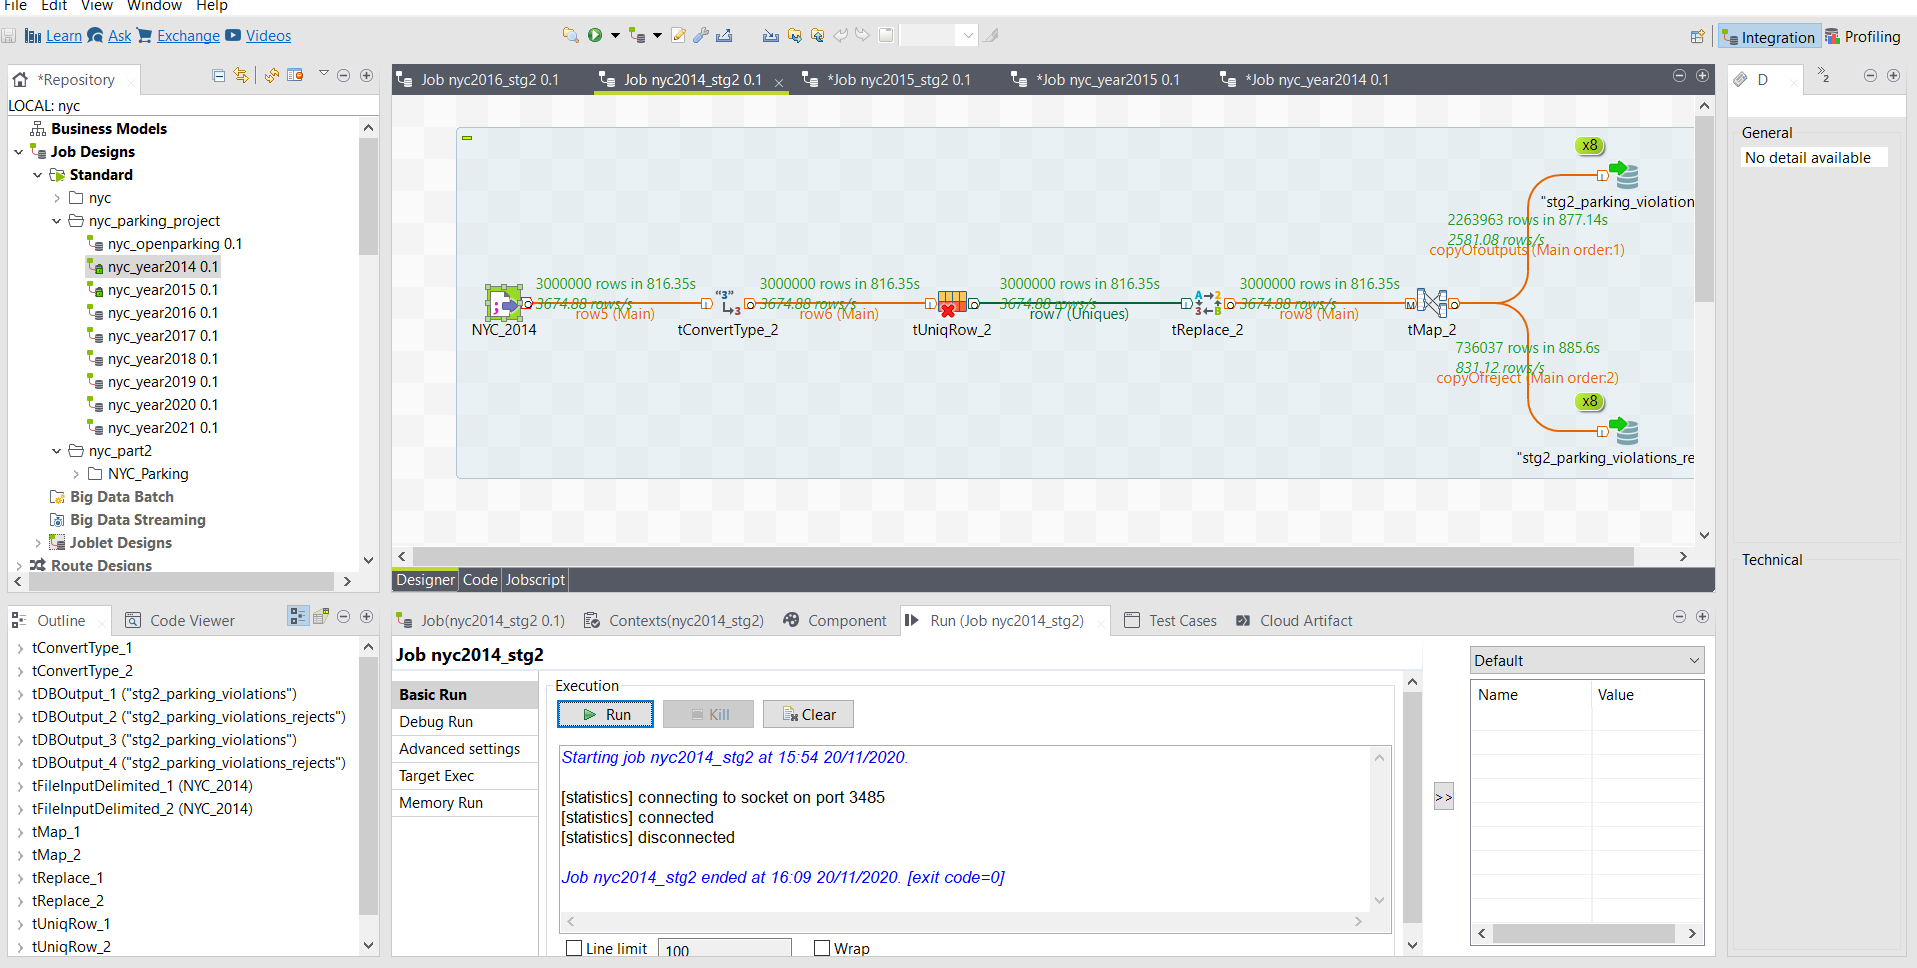 File Edit View Window Help
Learn Ask Exchange Videos
Integration Profiling
*Repository
LOCAL: nyc
Business Models
Job Designs
Standard
nyc
nyc_parking_project
nyc_openparking 0.1
nyc_year2014 0.1
nyc_year2015 0.1
nyc_year2016 0.1
nyc_year2017 0.1
nyc_year2018 0.1
nyc_year2019 0.1
nyc_year2020 0.1
nyc_year2021 0.1
nyc_part2
NYC_Parking
Big Data Batch
Big Data Streaming
Joblet Designs
Route Designs
Job nyc2016_stg2 0.1 Job nyc2014_stg2 0.1 *Job nyc2015_stg2 0.1 *Job nyc_year2015 0.1 *Job nyc_year2014 0.1
x8
"stg2_parking_violation
2263963 rows in 877.14s
2581.08 rows/s
copyOfoutputs (Main order:1)
3000000 rows in 816.35s 3000000 rows in 816.35s 3000000 rows in 816.35s 3000000 rows in 816.35s
3674.88 rows/s 3674.88 rows/s 3674.88 rows/s 3674.88 rows/s
row5 (Main) row6 (Main) row7 (Uniques) row8 (Main)
NYC_2014 tConvertType_2 tUniqRow_2 tReplace_2 tMap_2
736037 rows in 885.6s
831.12 rows/s
copyOfreject (Main order:2)
x8
"stg2_parking_violations_re
Designer Code Jobscript
D
2
General
No detail available
Technical
Outline Code Viewer
tConvertType_1
tConvertType_2
tDBOutput_1 ("stg2_parking_violations")
tDBOutput_2 ("stg2_parking_violations_rejects")
tDBOutput_3 ("stg2_parking_violations")
tDBOutput_4 ("stg2_parking_violations_rejects")
tFileInputDelimited_1 (NYC_2014)
tFileInputDelimited_2 (NYC_2014)
tMap_1
tMap_2
tReplace_1
tReplace_2
tUniqRow_1
tUniqRow_2
Job(nyc2014_stg2 0.1) Contexts(nyc2014_stg2) Component Run (Job nyc2014_stg2) Test Cases Cloud Artifact
Job nyc2014_stg2
Basic Run
Debug Run
Advanced settings
Target Exec
Memory Run
Execution
Run Kill Clear
Starting job nyc2014_stg2 at 15:54 20/11/2020.
[statistics] connecting to socket on port 3485
[statistics] connected
[statistics] disconnected
Job nyc2014_stg2 ended at 16:09 20/11/2020. [exit code=0]
Line limit 100 Wrap
>>
Default
Name Value